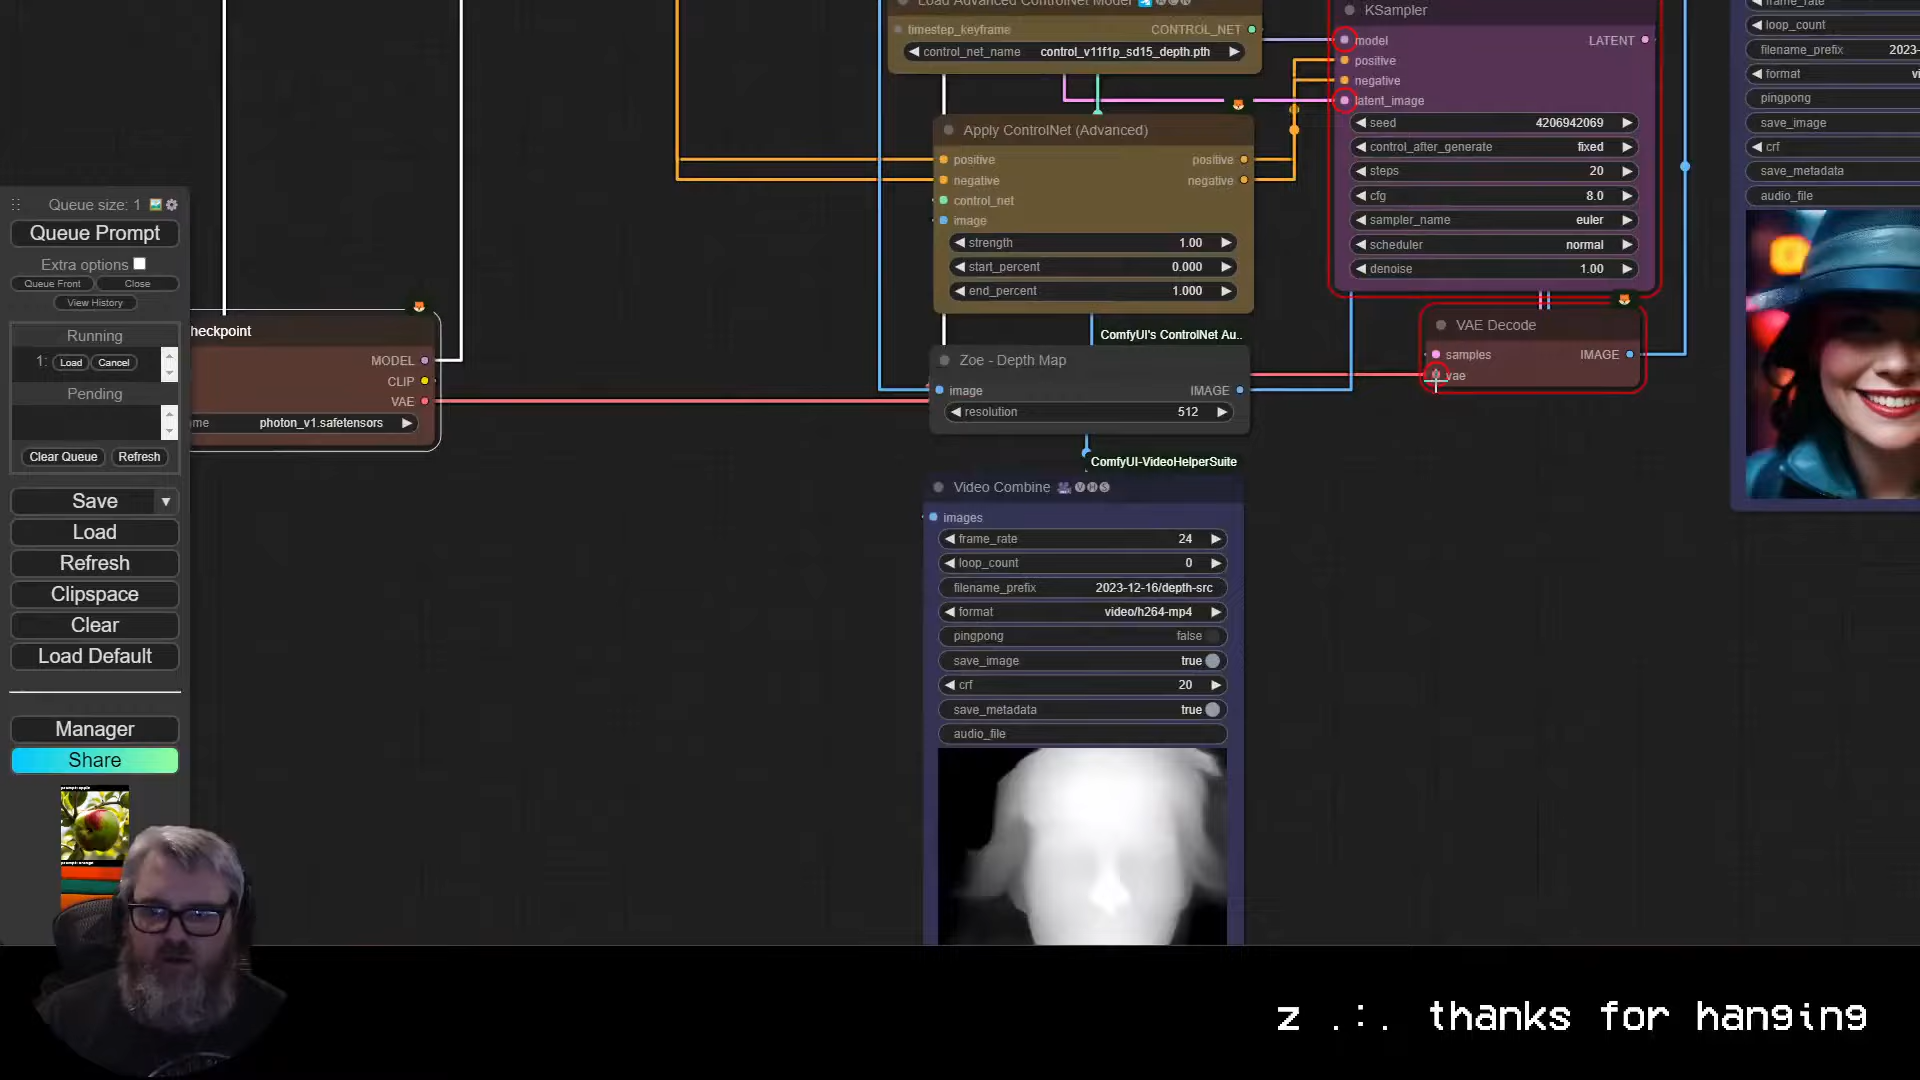 Load Advanced ControlNet Model
timestep_keyframe
CONTROL_NET
control_net_name
control_v11f1p_sd15_depth.pth
Apply ControlNet (Advanced)
positive
positive
negative
negative
control_net
image
strength
1.00
start_percent
0.000
end_percent
1.000
KSampler
model
LATENT
positive
negative
latent_image
seed
4206942069
control_after_generate
fixed
steps
20
cfg
8.0
sampler_name
euler
scheduler
normal
denoise
1.00
frame_rate
loop_count
filename_prefix
2023-
format
pingpong
save_image
crf
save_metadata
audio_file
Queue size: 1
Queue Prompt
Extra options
Queue Front
Close
View History
Running
1:
Load
Cancel
Pending
Clear Queue
Refresh
Save
Load
Refresh
Clipspace
Clear
Load Default
Manager
Share
heckpoint
MODEL
CLIP
VAE
me
photon_v1.safetensors
ComfyUI's ControlNet Au..
Zoe - Depth Map
image
IMAGE
resolution
512
VAE Decode
samples
IMAGE
vae
ComfyUI-VideoHelperSuite
Video Combine
images
frame_rate
24
loop_count
0
filename_prefix
2023-12-16/depth-src
format
video/h264-mp4
pingpong
false
save_image
true
crf
20
save_metadata
true
audio_file
z .:. thanks for hanging